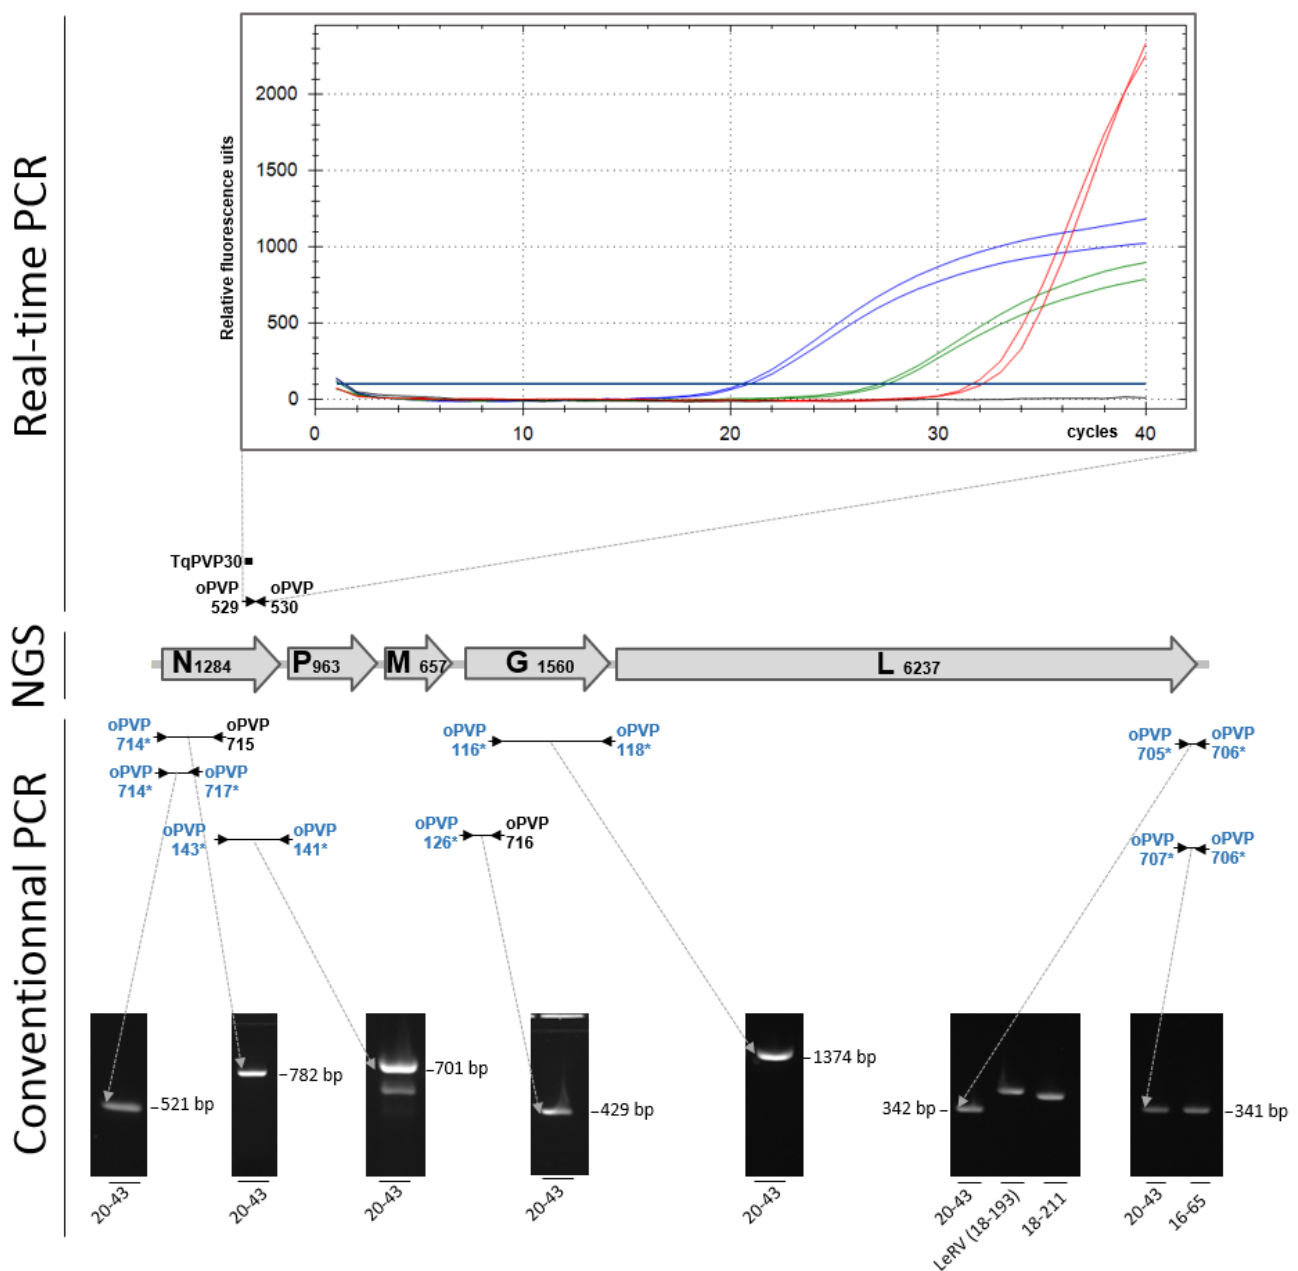 Real-time PCR
Relative fluorescence uits
2000
1500
1000
500
0
0
10
20
30
cycles
40
TqPVP30
oPVP
529
oPVP
530
NGS
N1284
P963
M 657
G 1560
L 6237
Conventionnal PCR
oPVP
714*
oPVP
715
oPVP
714*
oPVP
717*
oPVP
143*
oPVP
141*
oPVP
116*
oPVP
118*
oPVP
126*
oPVP
716
oPVP
705*
oPVP
706*
oPVP
707*
oPVP
706*
521 bp
782 bp
701 bp
429 bp
1374 bp
342 bp
341 bp
20-43
20-43
20-43
20-43
20-43
20-43
LeRV (18-193)
18-211
20-43
16-65